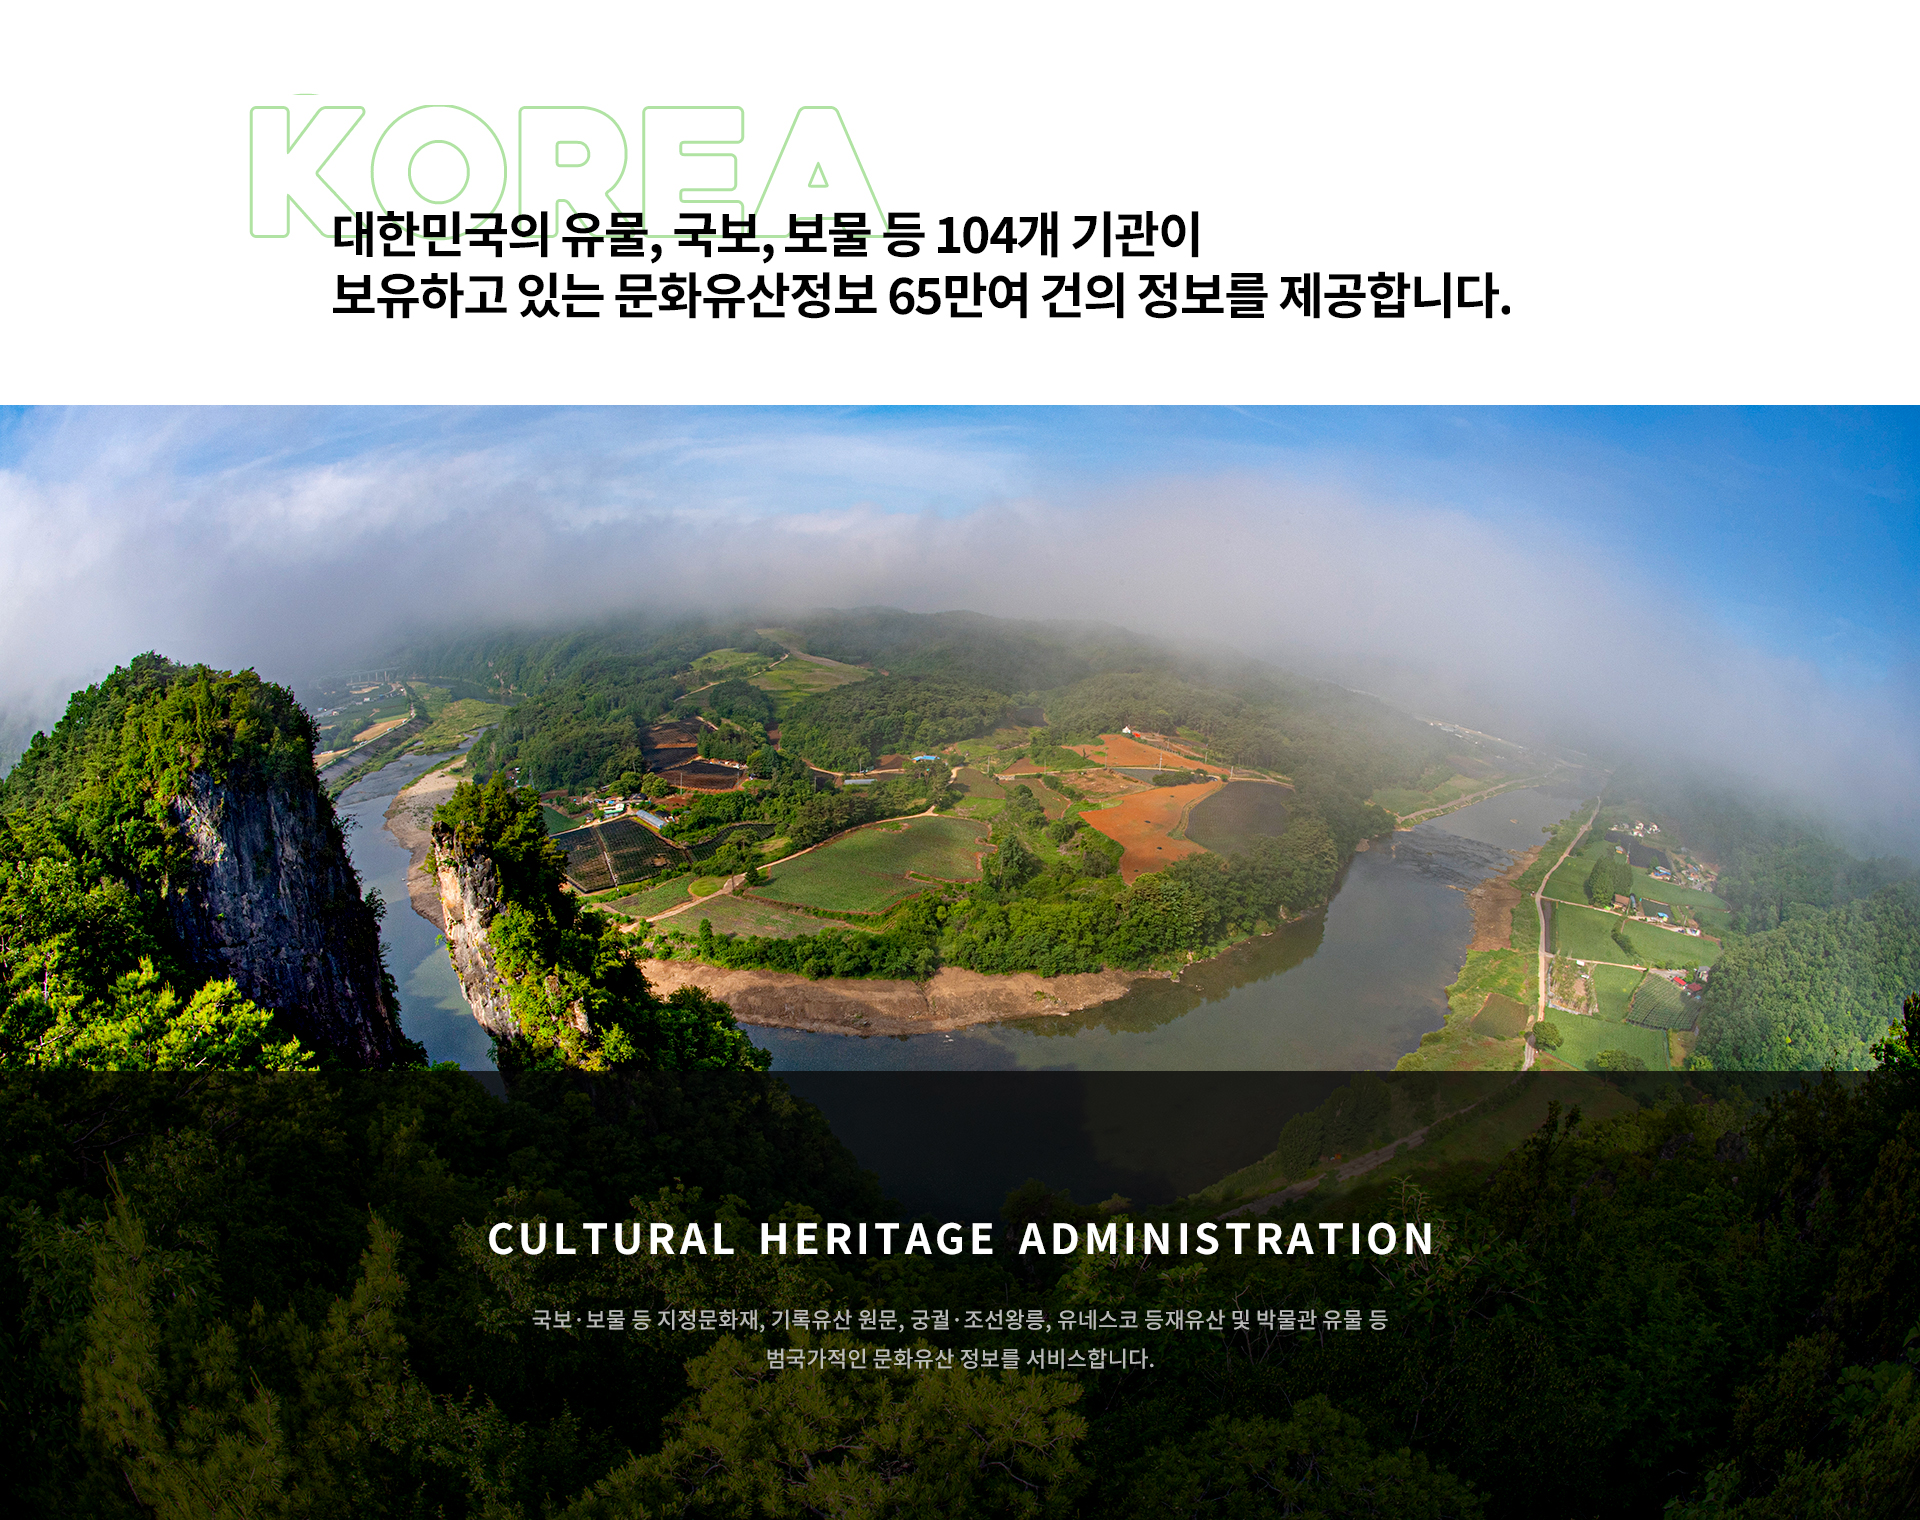 KOREA
대한민국의 유물, 국보, 보물 등 104개 기관이
보유하고 있는 문화유산정보 65만여 건의 정보를 제공합니다.
CULTURAL HERITAGE ADMINISTRATION
국보·보물 등 지정문화재, 기록유산 원문, 궁궐·조선왕릉, 유네스코 등재유산 및 박물관 유물 등
범국가적인 문화유산 정보를 서비스합니다.